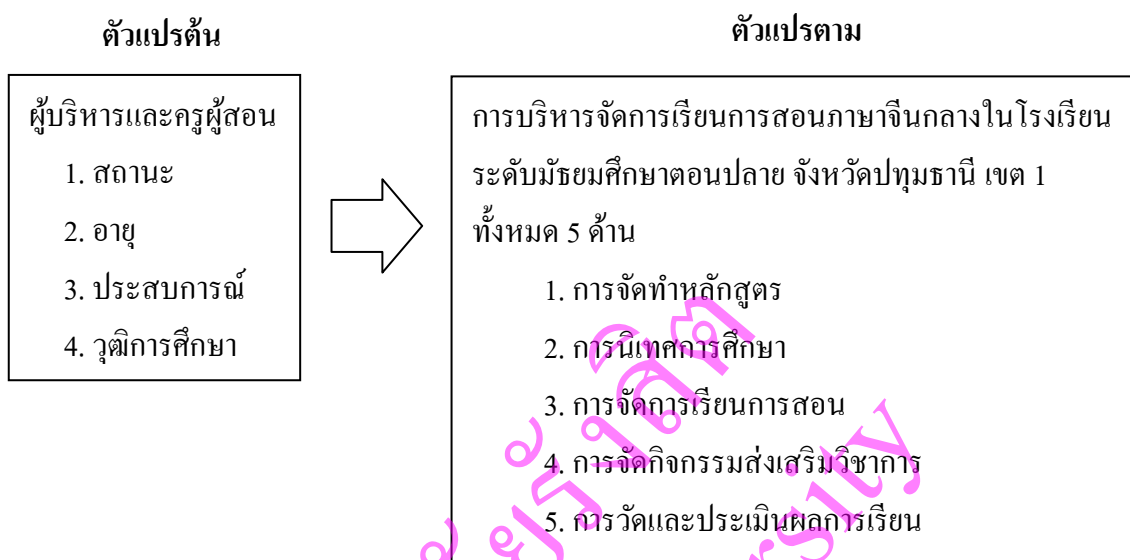 ตัวแปรต้น
ผู้บริหารและครูผู้สอน
1. สถานะ
2. อายุ
3. ประสบการณ์
4. วุฒิการศึกษา
ตัวแปรตาม
การบริหารจัดการเรียนการสอนภาษาจีนกลางในโรงเรียน
ระดับมัธยมศึกษาตอนปลาย จังหวัดปทุมธานี เขต 1
ทั้งหมด 5 ด้าน
1. การจัดทำหลักสูตร
2. การนิเทศการศึกษา
3. การจัดการเรียนการสอน
4. การจัดกิจกรรมส่งเสริมวิชาการ
5. การวัดและประเมินผลการเรียน